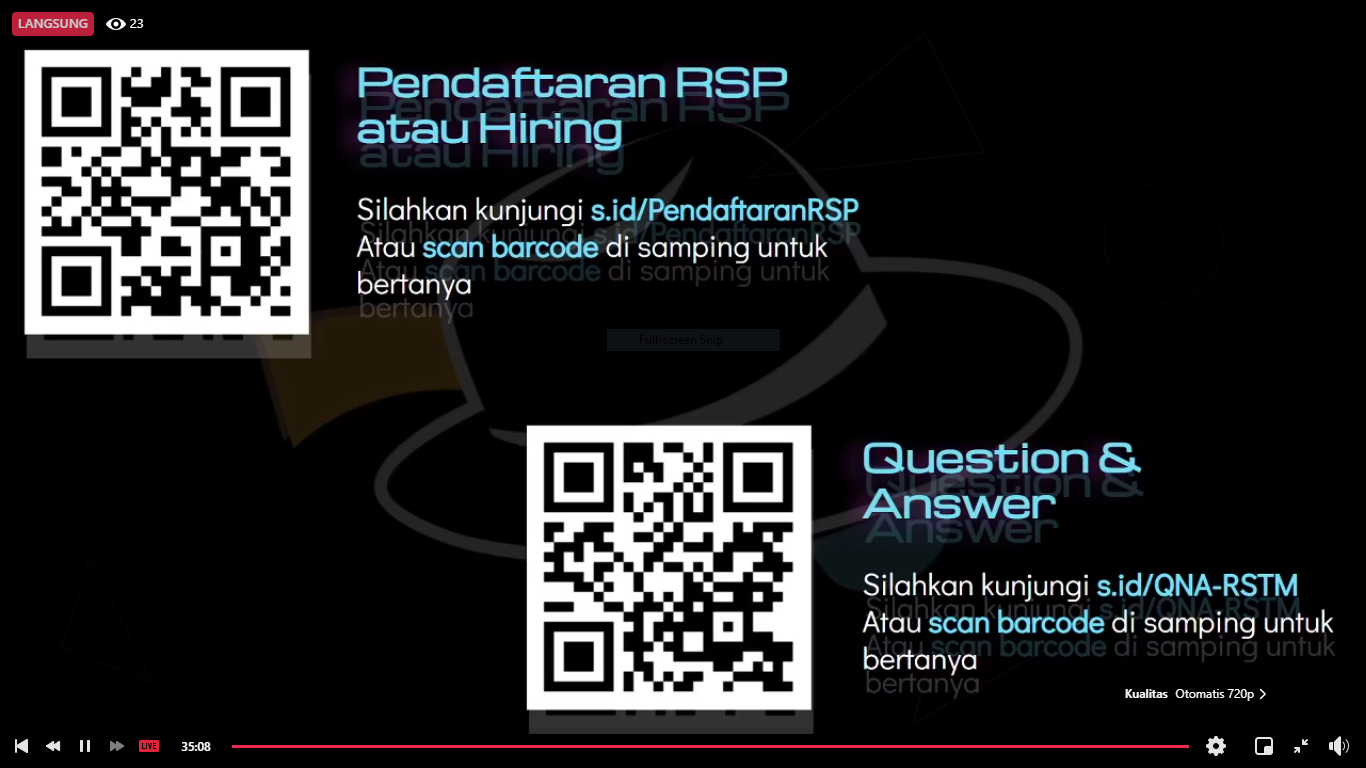 LANGSUNG 23
Pendaftaran RSP
atau Hiring
Silahkan kunjungi s.id/PendaftaranRSP
Atau scan barcode di samping untuk
bertanya
Full-screen Snip
Question &
Answer
Silahkan kunjungi s.id/QNA-RSTM
Atau scan barcode di samping untuk
bertanya
Kualitas Otomatis 720p
LIVE 35:08